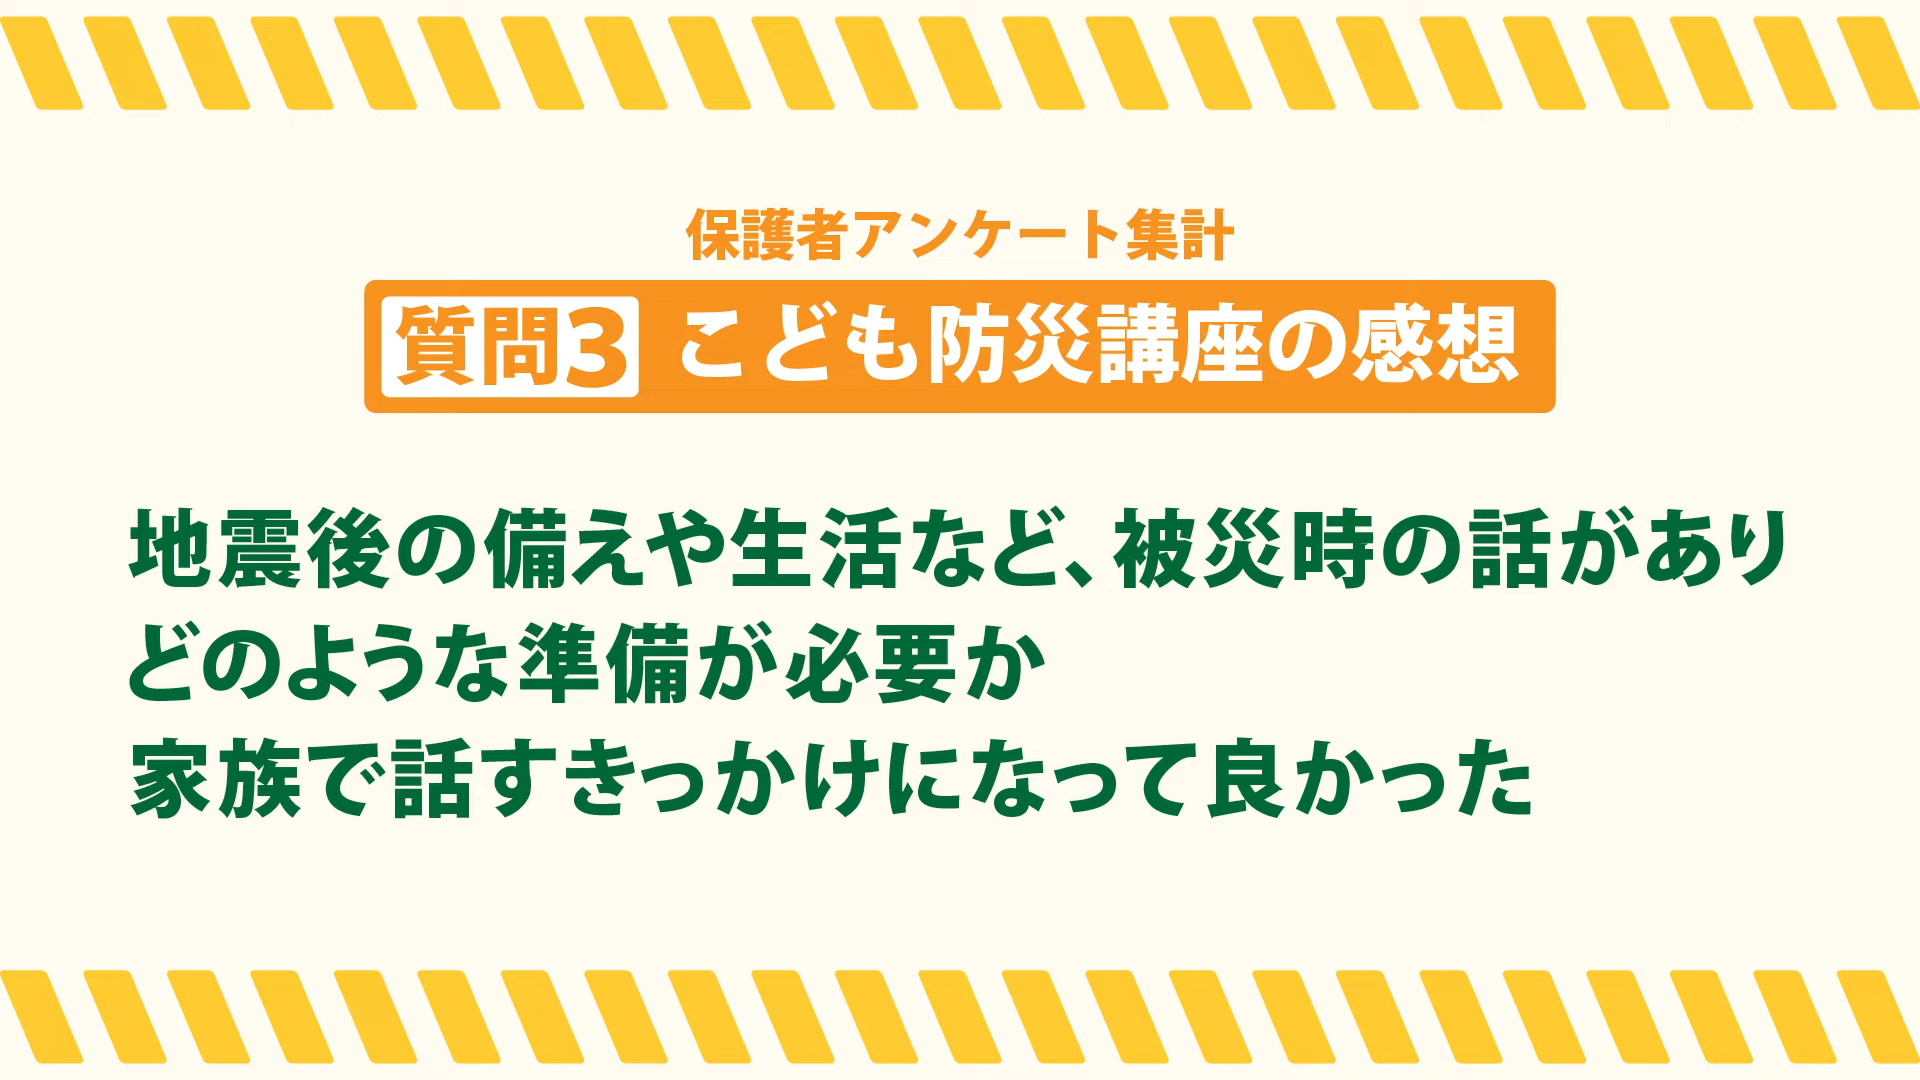 保護者アンケート集計
質問3 こども防災講座の感想
地震後の備えや生活など、被災時の話があり
どのような準備が必要か
家族で話すきっかけになって良かった